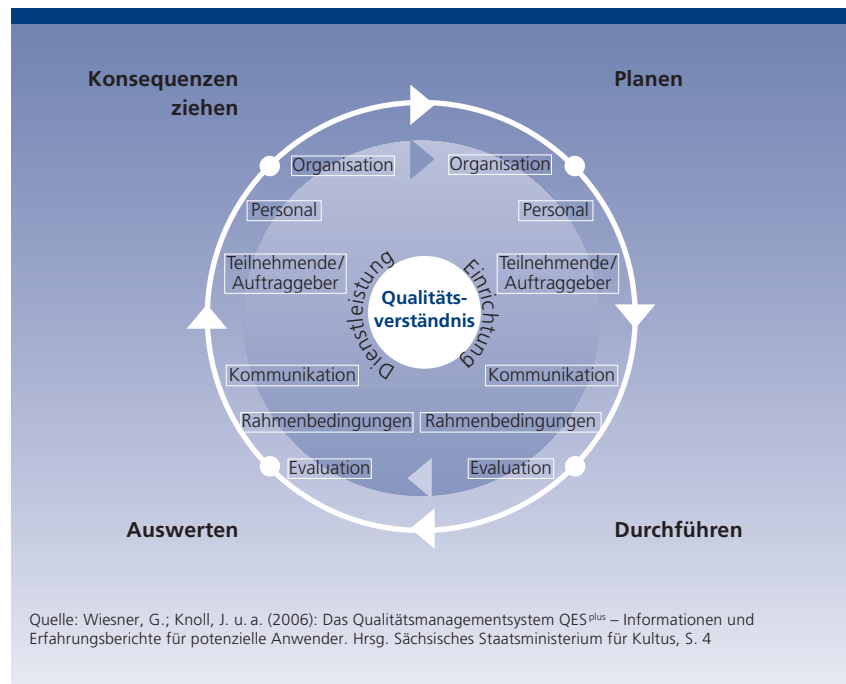 Konsequenzen
ziehen
Planen
Organisation
Organisation
Personal
Personal
Teilnehmende/
Auftraggeber
Teilnehmende/
Auftraggeber
Dienstleistung
Qualitäts-
verständnis
Einrichtung
Kommunikation
Kommunikation
Rahmenbedingungen
Rahmenbedingungen
Evaluation
Evaluation
Auswerten
Durchführen
Quelle: Wiesner, G.; Knoll, J. u. a. (2006): Das Qualitätsmanagementsystem QESplus – Informationen und
Erfahrungsberichte für potenzielle Anwender. Hrsg. Sächsisches Staatsministerium für Kultus, S. 4